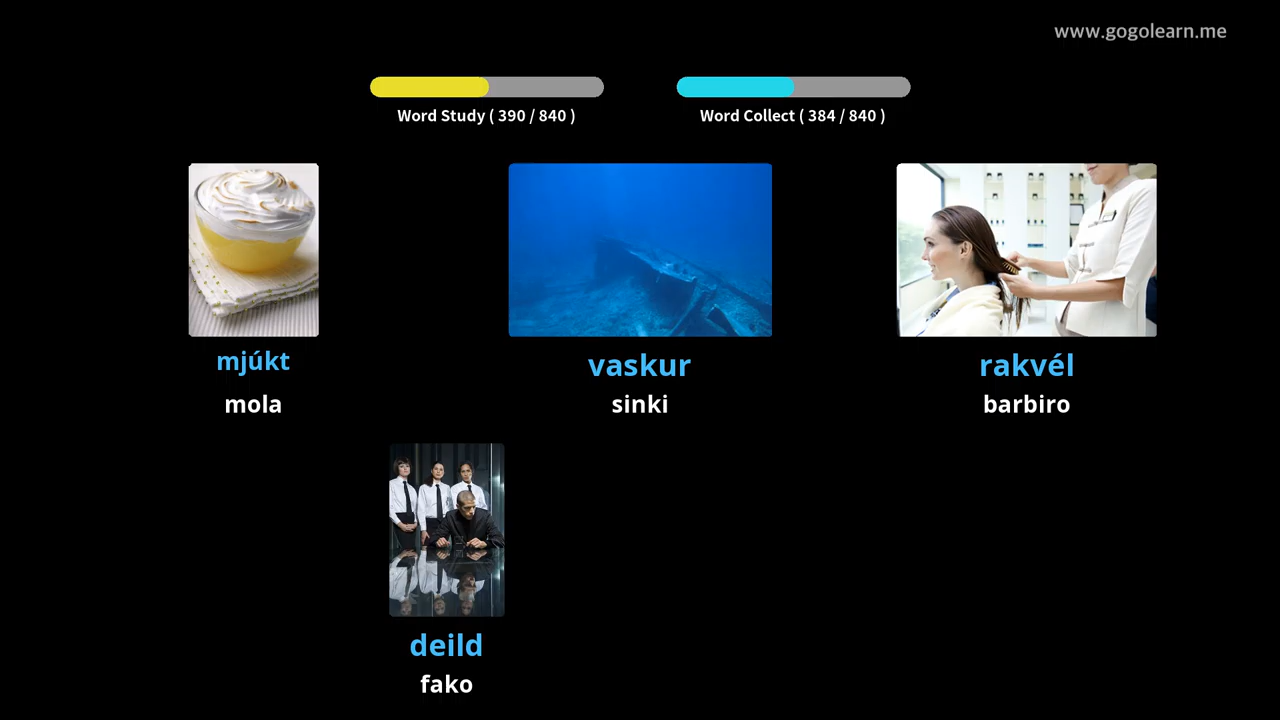 www.gogolearn.me
Word Study ( 390 / 840 )
Word Collect ( 384 / 840 )
mjúkt
mola
vaskur
sinki
rakvél
barbiro
deild
fako